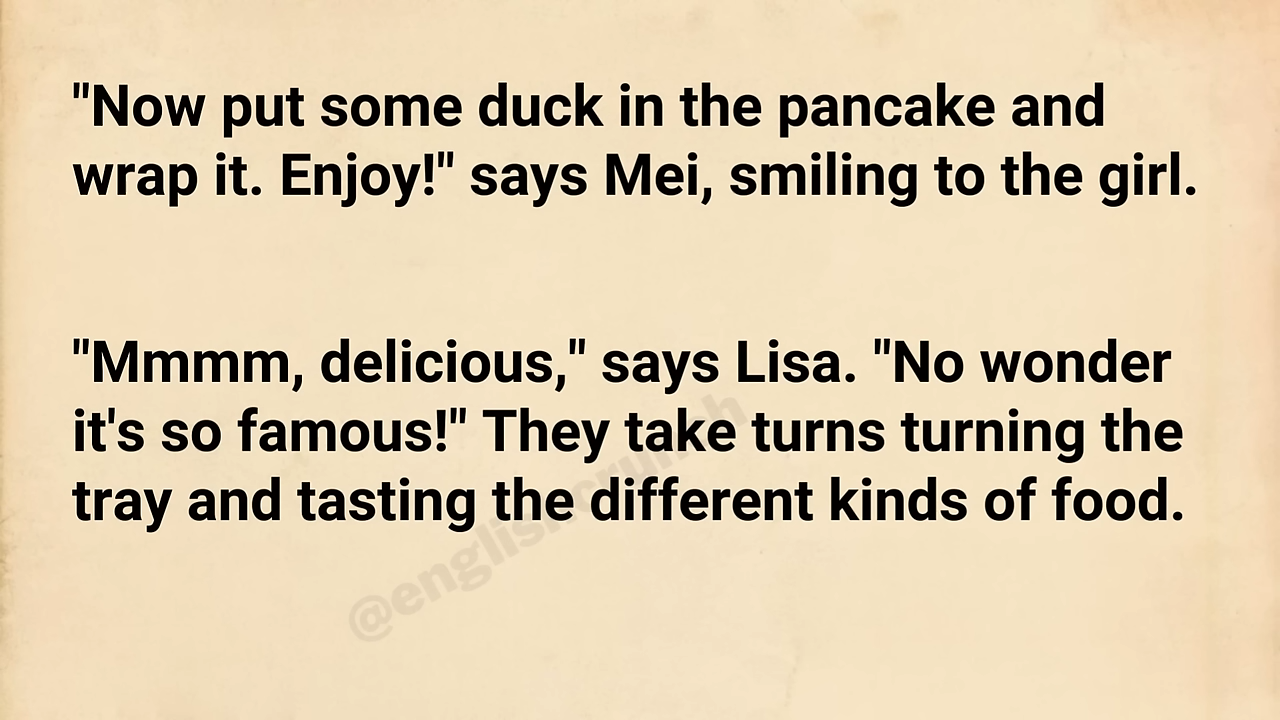 "Now put some duck in the pancake and
wrap it. Enjoy!" says Mei, smiling to the girl.
"Mmmm, delicious," says Lisa. "No wonder
it's so famous!" They take turns turning the
tray and tasting the different kinds of food.